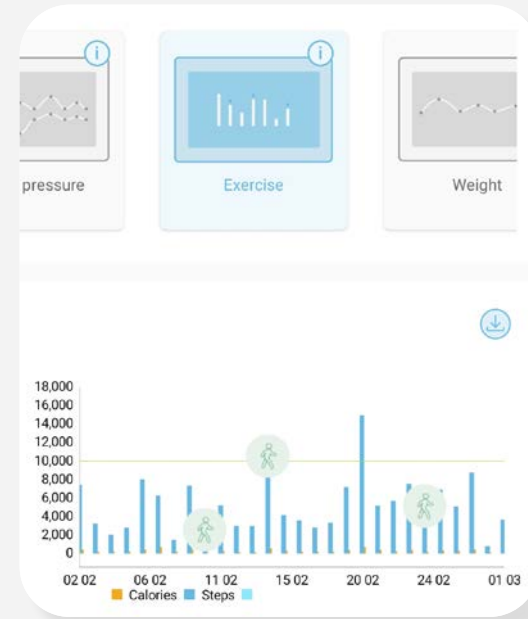 i
i
pressure
Exercise
Weight
18,000
16,000
14,000
12,000
10,000
8,000
6,000
4,000
2,000
0
02 02 06 02 11 02 15 02 20 02 24 02 01 03
Calories Steps